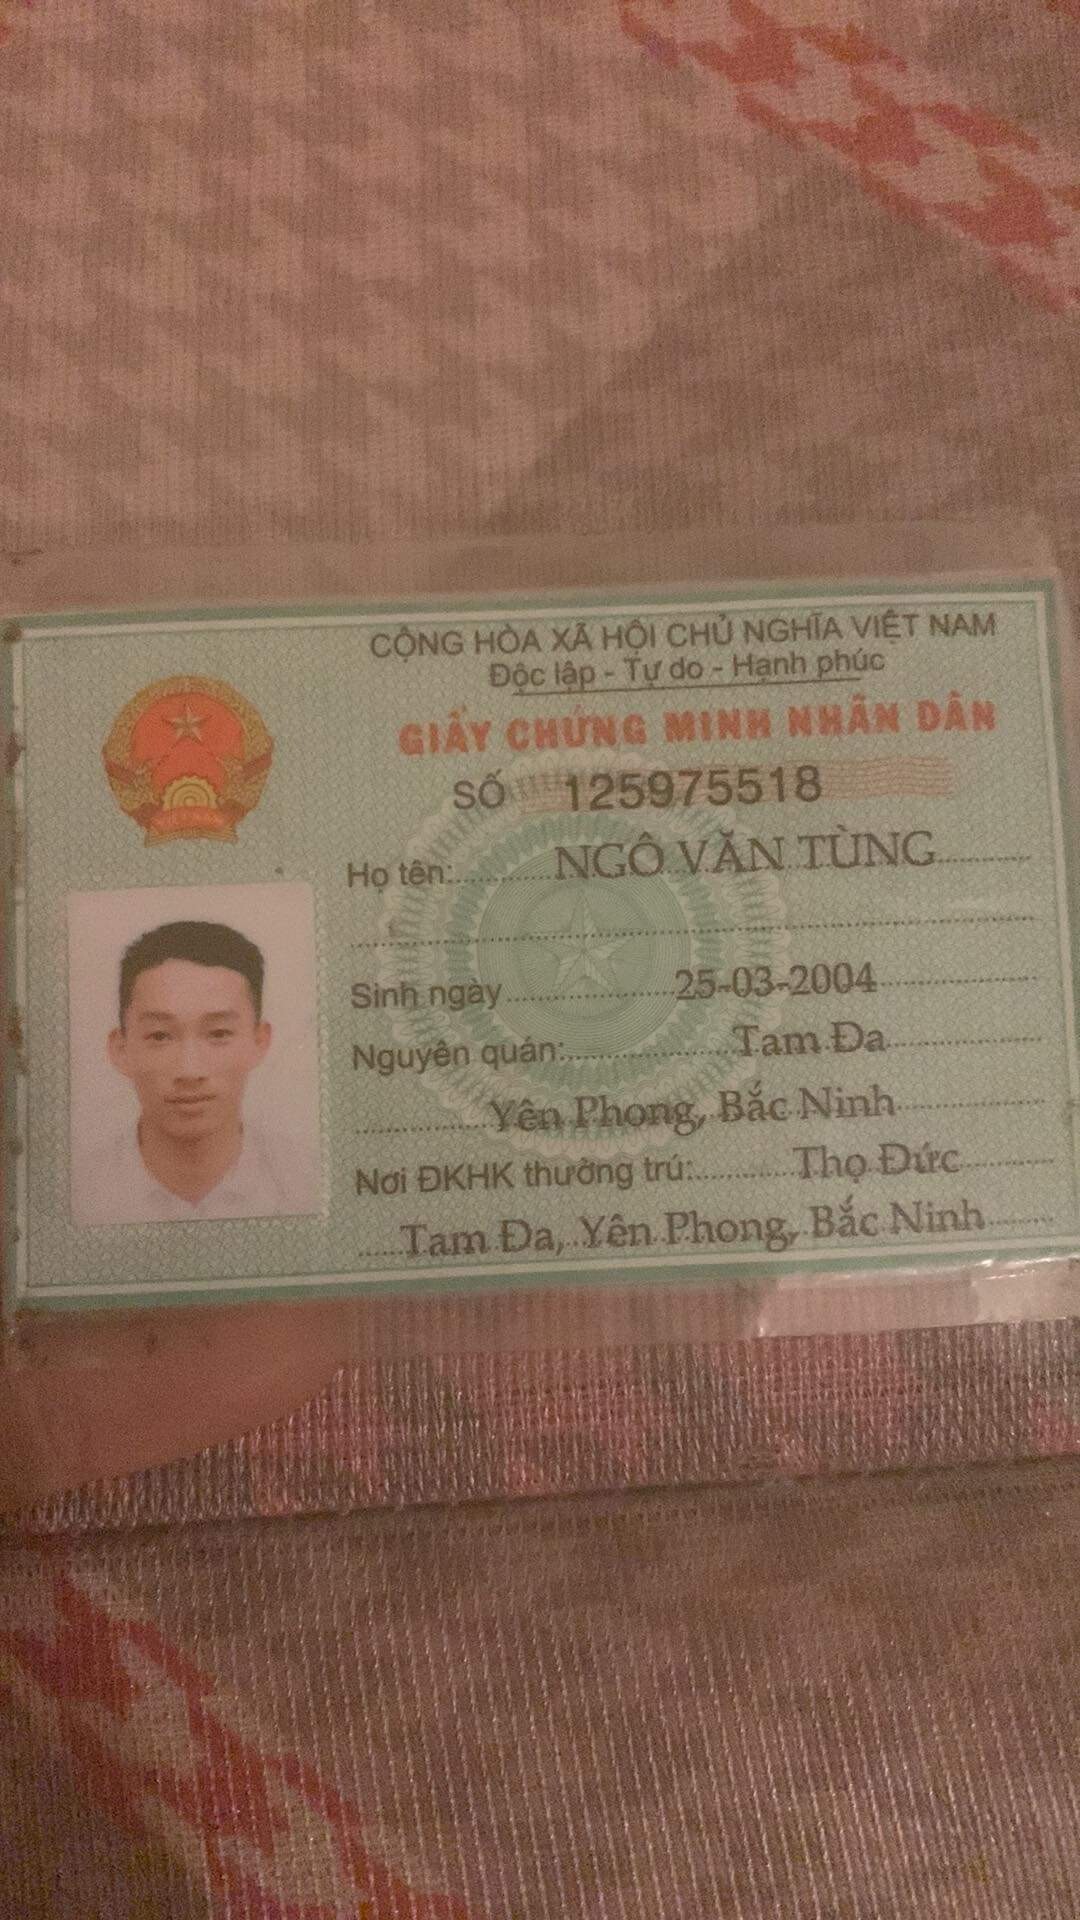 CỘNG HÒA XÃ HỘI CHỦ NGHĨA VIỆT NAM
Độc lập - Tự do - Hạnh phúc
GIẤY CHỨNG MINH NHÂN DÂN
SỐ 125975518
Họ tên: NGÔ VĂN TÙNG
Sinh ngày 25-03-2004
Nguyên quán: Tam Đa
Yên Phong, Bắc Ninh
Nơi ĐKHK thường trú: Thọ Đức
Tam Đa, Yên Phong, Bắc Ninh